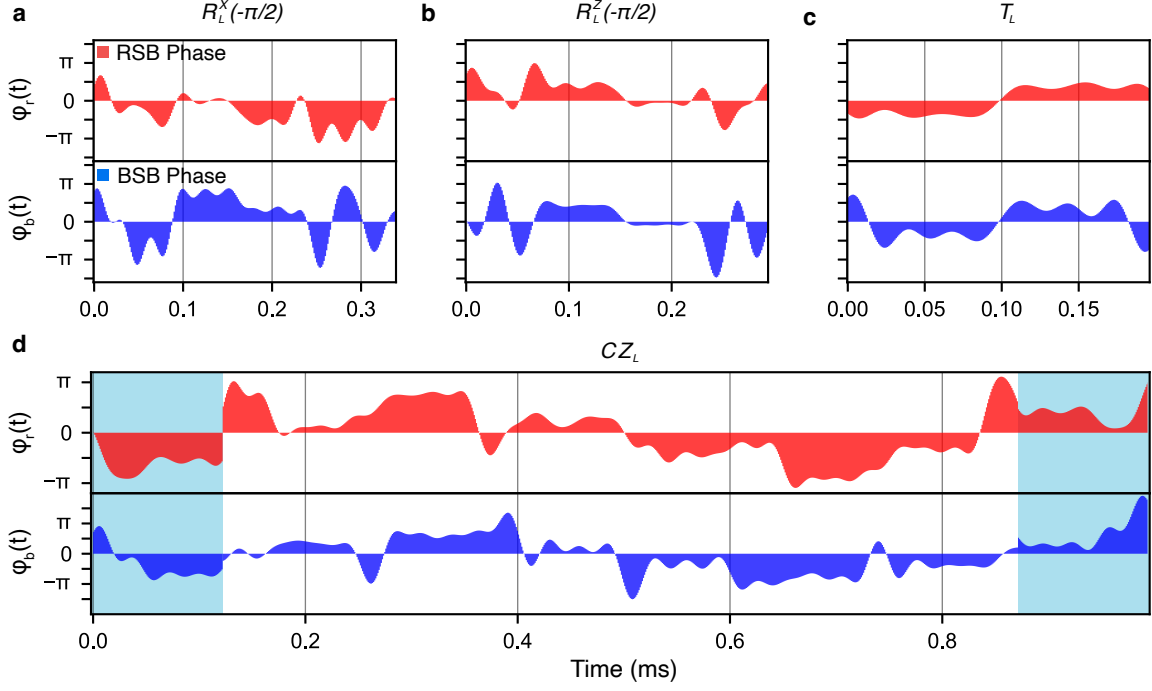 a
R_L^X(-π/2)
b
R_L^Z(-π/2)
c
T_L
φ_r(t)
π
0
−π
RSB Phase
φ_b(t)
π
0
−π
BSB Phase
0.0 0.1 0.2 0.3
0.0 0.1 0.2
0.00 0.05 0.10 0.15
d
CZ_L
φ_r(t)
π
0
−π
φ_b(t)
π
0
−π
0.0 0.2 0.4 0.6 0.8
Time (ms)